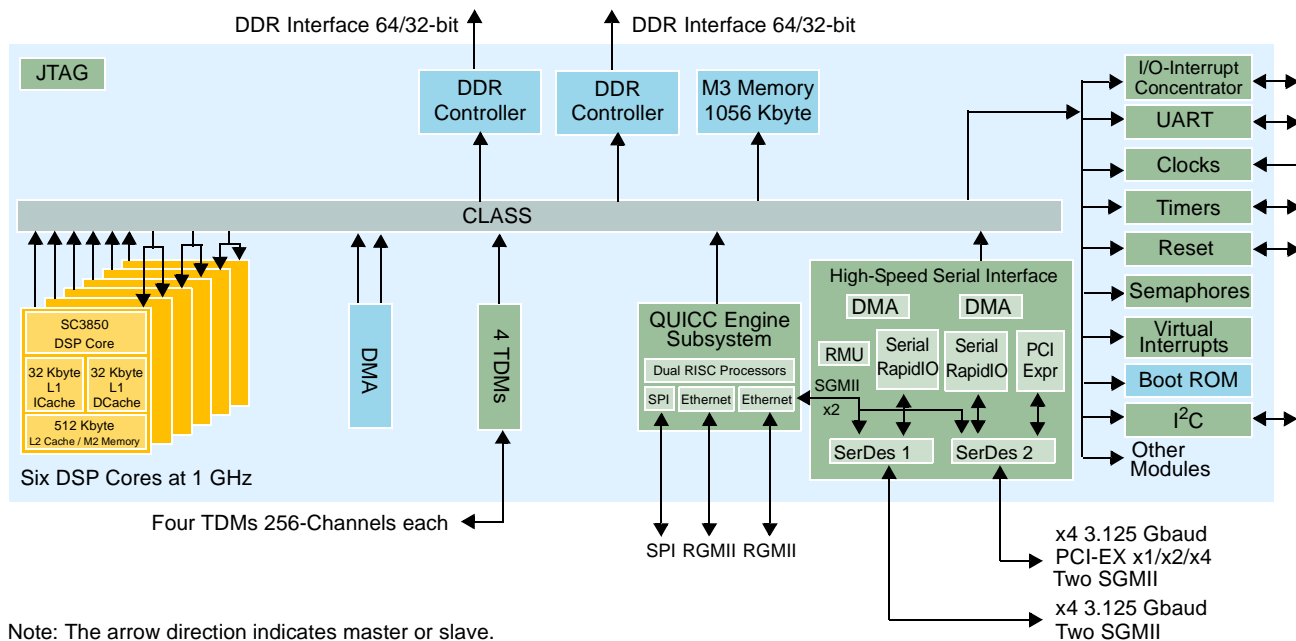 DDR Interface 64/32-bit
DDR Interface 64/32-bit
JTAG
DDR
Controller
DDR
Controller
M3 Memory
1056 Kbyte
I/O-Interrupt
Concentrator
UART
Clocks
Timers
Reset
Semaphores
Virtual
Interrupts
Boot ROM
I²C
Other
Modules
CLASS
SC3850
DSP Core
32 Kbyte
L1
ICache
32 Kbyte
L1
DCache
512 Kbyte
L2 Cache / M2 Memory
Six DSP Cores at 1 GHz
DMA
4 TDMs
Four TDMs 256-Channels each
QUICC Engine
Subsystem
Dual RISC Processors
SPI
Ethernet
Ethernet
SPI
RGMII
RGMII
High-Speed Serial Interface
DMA
DMA
RMU
Serial
RapidIO
Serial
RapidIO
PCI
Expr
SGMII
x2
SerDes 1
SerDes 2
x4 3.125 Gbaud
PCI-EX x1/x2/x4
Two SGMII
x4 3.125 Gbaud
Two SGMII
Note: The arrow direction indicates master or slave.